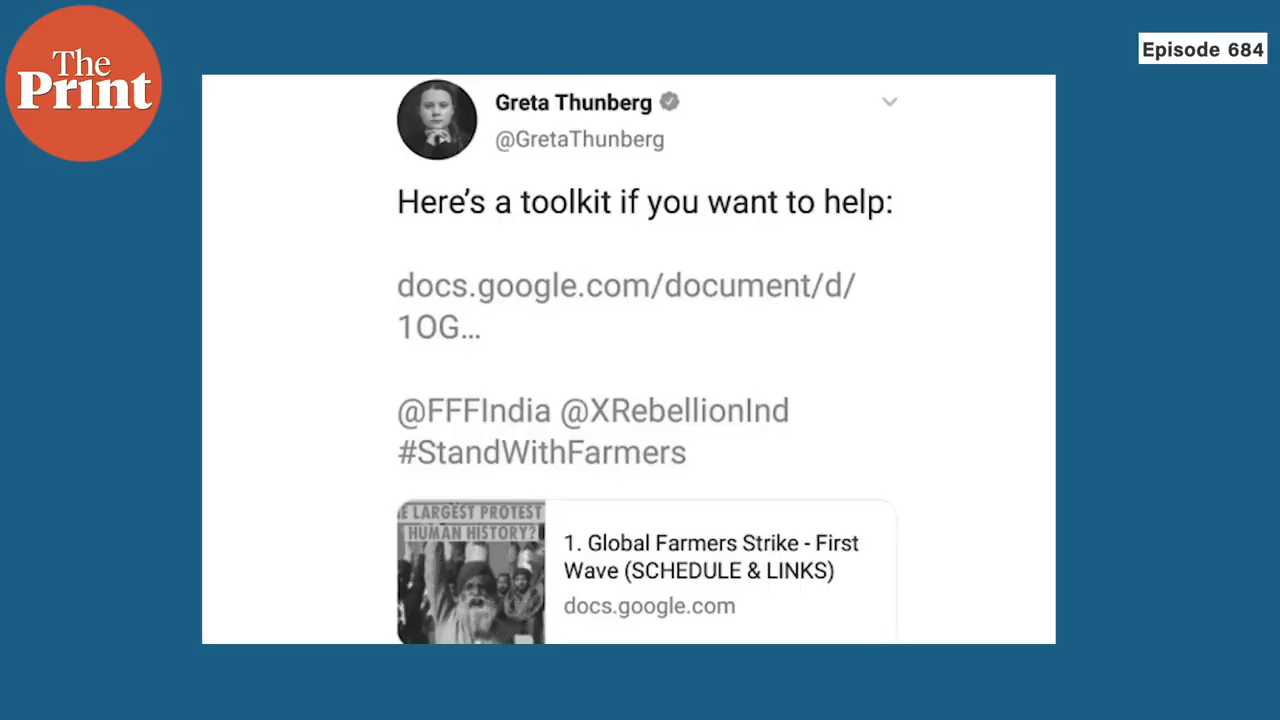 The
Print
Episode 684
Greta Thunberg
@GretaThunberg
Here's a toolkit if you want to help:
docs.google.com/document/d/
1OG...
@FFFIndia @XRebellionInd
#StandWithFarmers
E LARGEST PROTEST
HUMAN HISTORY?
1. Global Farmers Strike - First
Wave (SCHEDULE & LINKS)
docs.google.com